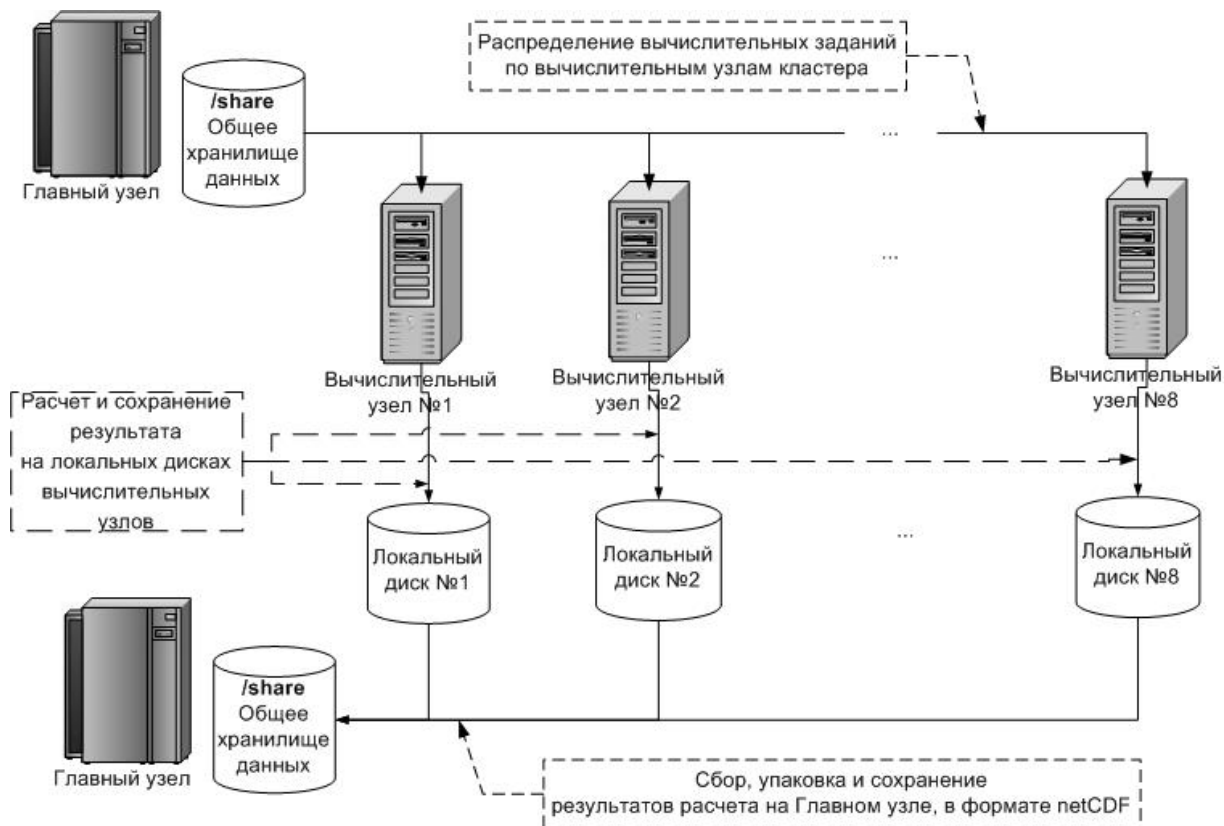 Распределение вычислительных заданий
по вычислительным узлам кластера
/share
Общее
хранилище
данных
Главный узел
...
...
Вычислительный
узел №1
Вычислительный
узел №2
Вычислительный
узел №8
Расчет и сохранение
результата
на локальных дисках
вычислительных
узлов
Локальный
диск №1
Локальный
диск №2
...
Локальный
диск №8
/share
Общее
хранилище
данных
Главный узел
Сбор, упаковка и сохранение
результатов расчета на Главном узле, в формате netCDF